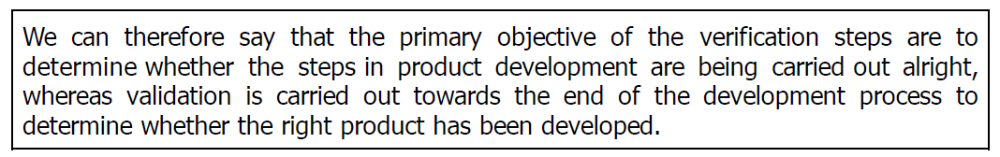 We can therefore say that the primary objective of the verification steps are to
determine whether the steps in product development are being carried out alright,
whereas validation is carried out towards the end of the development process to
determine whether the right product has been developed.